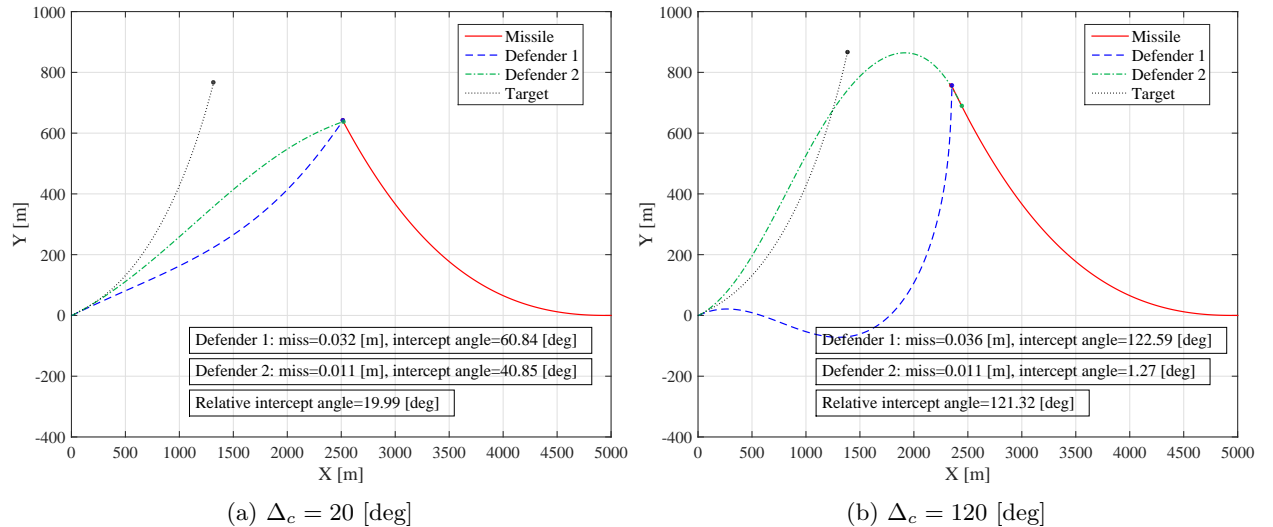 1000
800
600
400
200
0
-200
-400
Y [m]
0 500 1000 1500 2000 2500 3000 3500 4000 4500 5000
X [m]
Missile
Defender 1
Defender 2
Target
Defender 1: miss=0.032 [m], intercept angle=60.84 [deg]
Defender 2: miss=0.011 [m], intercept angle=40.85 [deg]
Relative intercept angle=19.99 [deg]
(a) Δc = 20 [deg]
1000
800
600
400
200
0
-200
-400
Y [m]
0 500 1000 1500 2000 2500 3000 3500 4000 4500 5000
X [m]
Missile
Defender 1
Defender 2
Target
Defender 1: miss=0.036 [m], intercept angle=122.59 [deg]
Defender 2: miss=0.011 [m], intercept angle=1.27 [deg]
Relative intercept angle=121.32 [deg]
(b) Δc = 120 [deg]